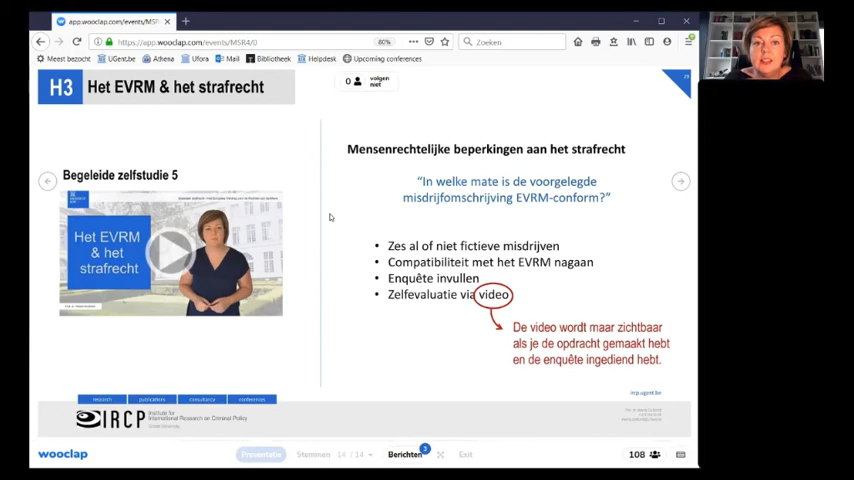 app.wooclap.com/events/MSR4
https://app.wooclap.com/events/MSR4/0
80%
Zoeken
Meest bezocht
UGent.be
Athena
Ufora
Mail
Bibliotheek
Helpdesk
Upcoming conferences
H3
Het EVRM & het strafrecht
0
volgen
niet
Mensenrechtelijke beperkingen aan het strafrecht
Begeleide zelfstudie 5
“In welke mate is de voorgelegde
misdrijfomschrijving EVRM-conform?”
Het EVRM
& het
strafrecht
• Zes al of niet fictieve misdrijven
• Compatibiliteit met het EVRM nagaan
• Enquête invullen
• Zelfevaluatie via video
De video wordt maar zichtbaar
als je de opdracht gemaakt hebt
en de enquête ingediend hebt.
research
publications
consultancy
conferences
ircp.ugent.be
IRCP
Institute for
International Research on Criminal Policy
Ghent University
wooclap
Presentatie
Stemmen
14 / 14
Berichten
3
Exit
108